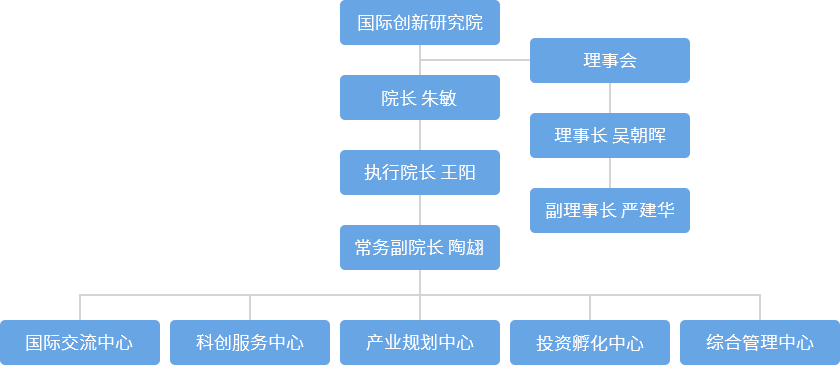 国际创新研究院
理事会
院长 朱敏
理事长 吴朝晖
执行院长 王阳
副理事长 严建华
常务副院长 陶翃
国际交流中心
科创服务中心
产业规划中心
投资孵化中心
综合管理中心